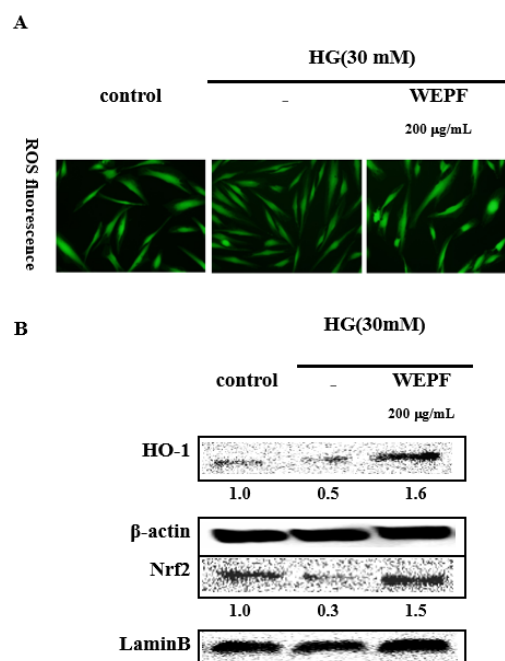 A
HG(30 mM)
control - WEPF
200 μg/mL
ROS fluorescence
B
HG(30mM)
control - WEPF
200 μg/mL
HO-1
1.0 0.5 1.6
β-actin
Nrf2
1.0 0.3 1.5
LaminB